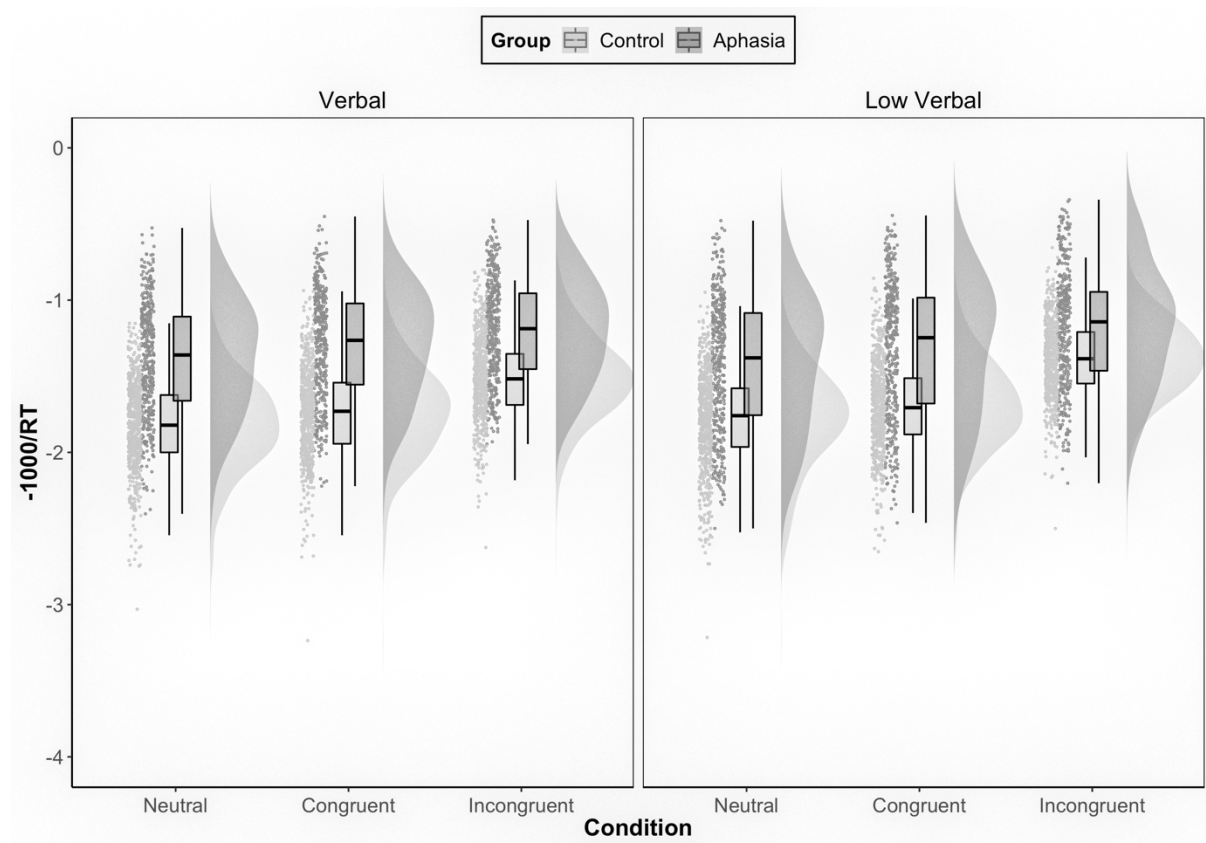 Group Control Aphasia
Verbal
Low Verbal
0
-1
-2
-3
-4
-1000/RT
Neutral Congruent Incongruent
Neutral Congruent Incongruent
Condition